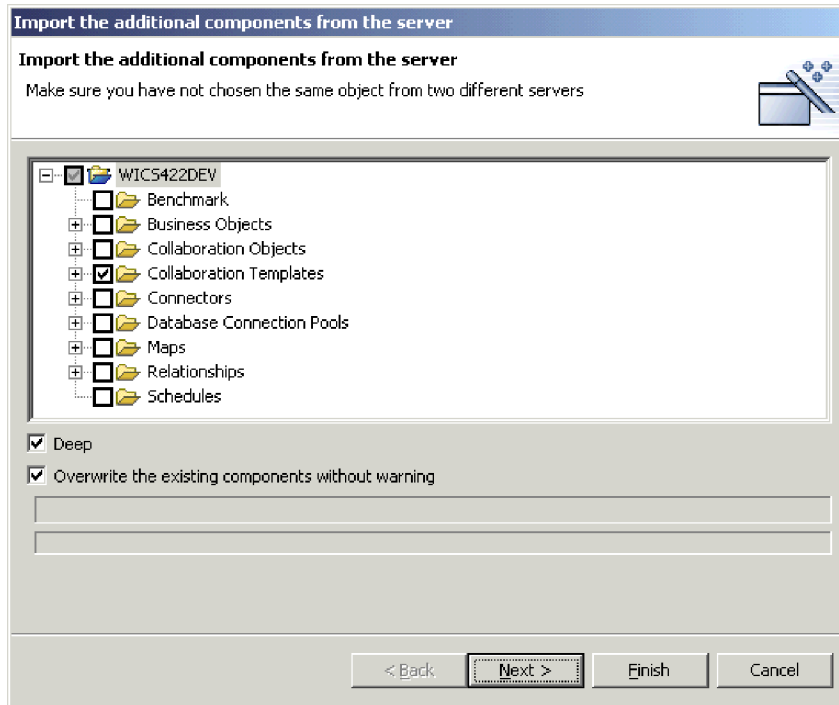 Import the additional components from the server
Import the additional components from the server
Make sure you have not chosen the same object from two different servers
WICS422DEV
Benchmark
Business Objects
Collaboration Objects
Collaboration Templates
Connectors
Database Connection Pools
Maps
Relationships
Schedules
Deep
Overwrite the existing components without warning
< Back Next > Finish Cancel